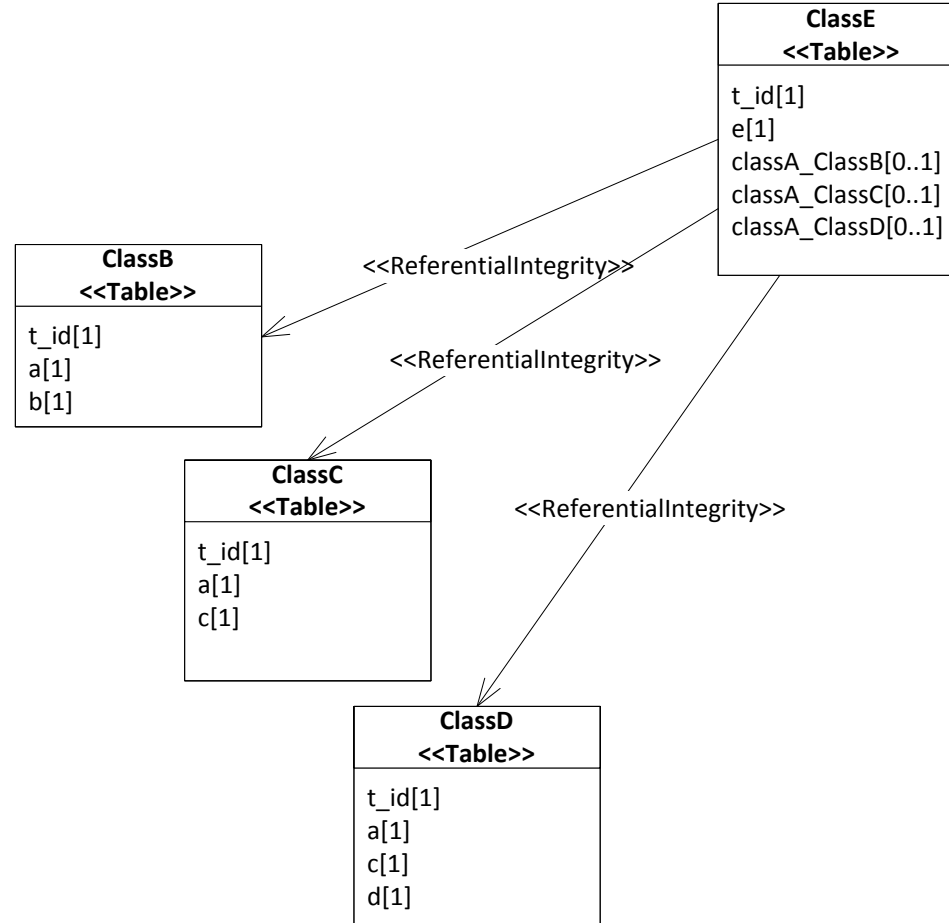 ClassE
<<Table>>
t_id[1]
e[1]
classA_ClassB[0..1]
classA_ClassC[0..1]
classA_ClassD[0..1]
<<ReferentialIntegrity>>
ClassB
<<Table>>
t_id[1]
a[1]
b[1]
<<ReferentialIntegrity>>
ClassC
<<Table>>
t_id[1]
a[1]
c[1]
<<ReferentialIntegrity>>
ClassD
<<Table>>
t_id[1]
a[1]
c[1]
d[1]